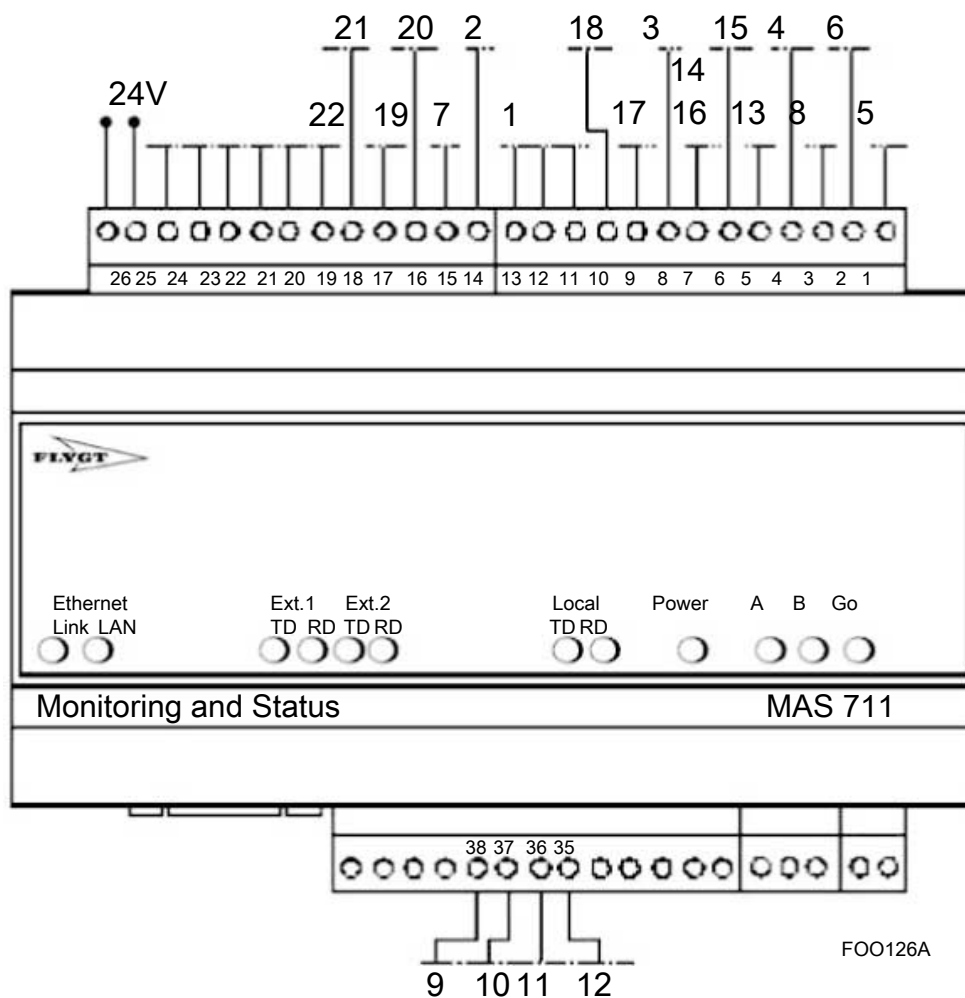 21 20 2 18 3 15 4 6
14
24V
22 19 7 1 17 16 13 8 5
26 25 24 23 22 21 20 19 18 17 16 15 14 13 12 11 10 9 8 7 6 5 4 3 2 1
FLYGT
Ethernet Ext.1 Ext.2 Local Power A B Go
Link LAN TD RD TD RD TD RD
Monitoring and Status MAS 711
38 37 36 35
FOO126A
9 10 11 12